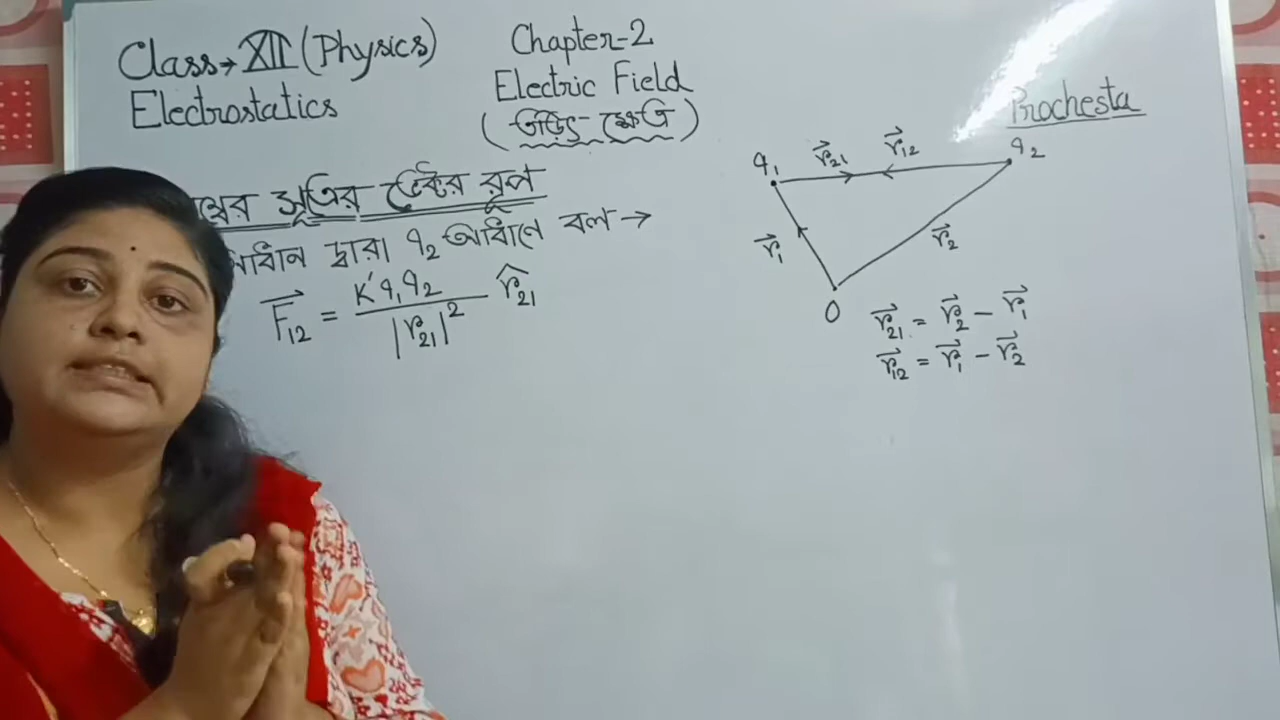 Class→XII (Physics)
Electrostatics
Chapter-2
Electric Field
(তড়িৎ ক্ষেত্র)
Prochesta
সূত্রের ভেক্টর রূপ
দ্বারা q₂ আধানে বল →
F⃗₁₂ = K'q₁q₂ / |r₂₁|² r̂₂₁
q₁ r⃗₂₁ r⃗₁₂ q₂
r⃗₁ r⃗₂
O
r⃗₂₁ = r⃗₂ − r⃗₁
r⃗₁₂ = r⃗₁ − r⃗₂